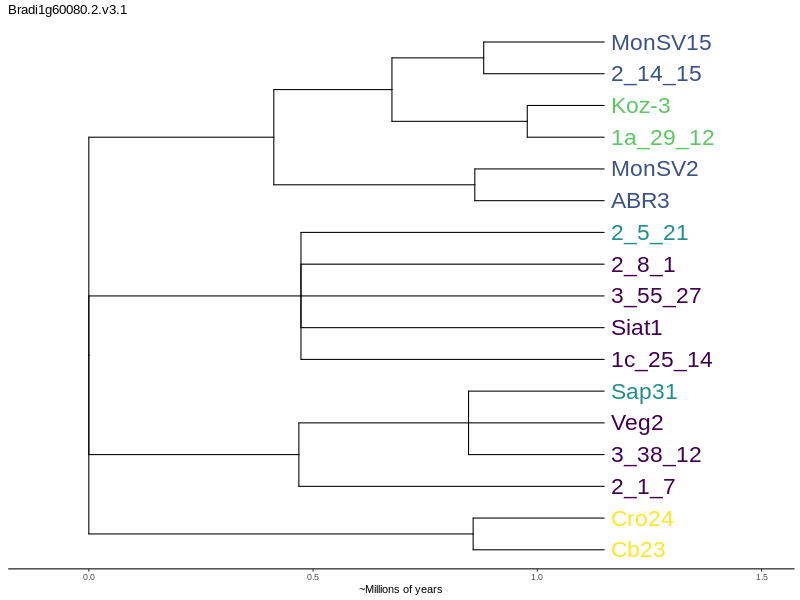 Bradi1g60080.2.v3.1
MonSV15
2_14_15
Koz-3
1a_29_12
MonSV2
ABR3
2_5_21
2_8_1
3_55_27
Siat1
1c_25_14
Sap31
Veg2
3_38_12
2_1_7
Cro24
Cb23
0.0 0.5 1.0 1.5
~Millions of years